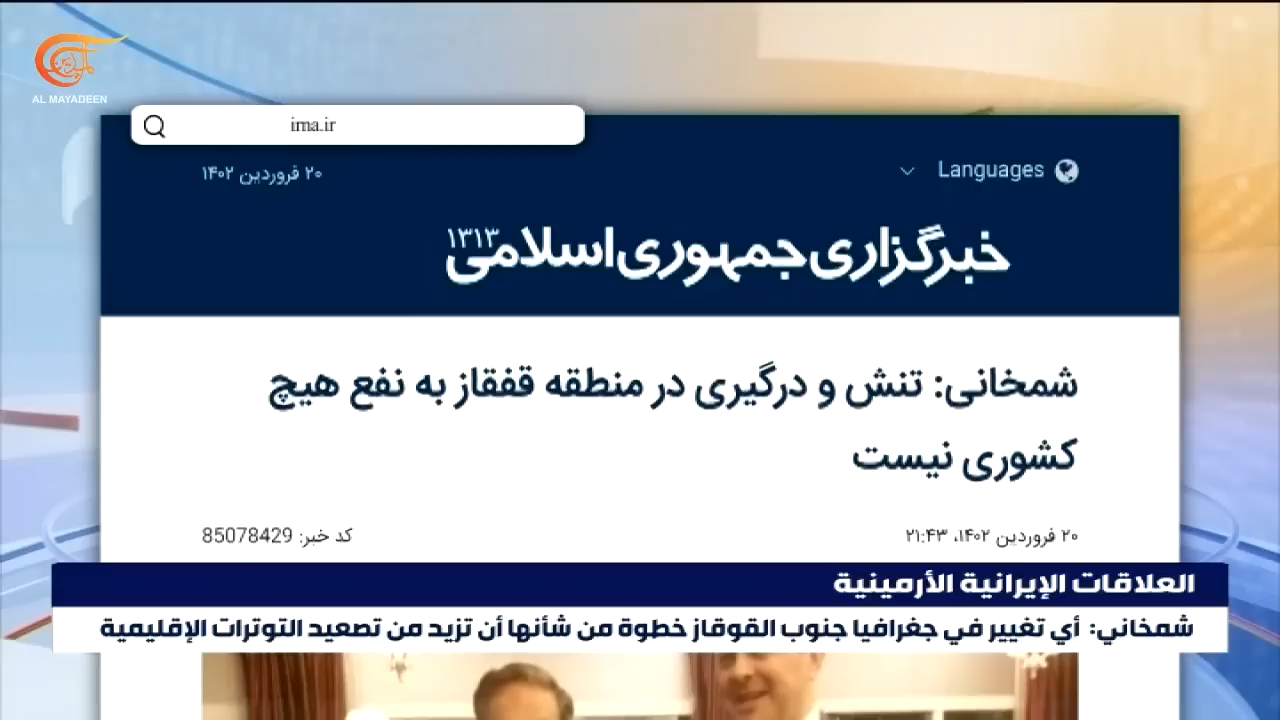 AL MAYADEEN
ima.ir
Languages
۲۰ فروردین ۱۴۰۲
خبرگزاری جمهوری اسلامی ۱۳۱۳
شمخانی: تنش و درگیری در منطقه قفقاز به نفع هیچ
کشوری نیست
۲۰ فروردین ۱۴۰۲، ۲۱:۴۳
کد خبر: 85078429
العلاقات الإيرانية الأرمينية
شمخاني: أي تغيير في جغرافيا جنوب القوقاز خطوة من شأنها أن تزيد من تصعيد التوترات الإقليمية